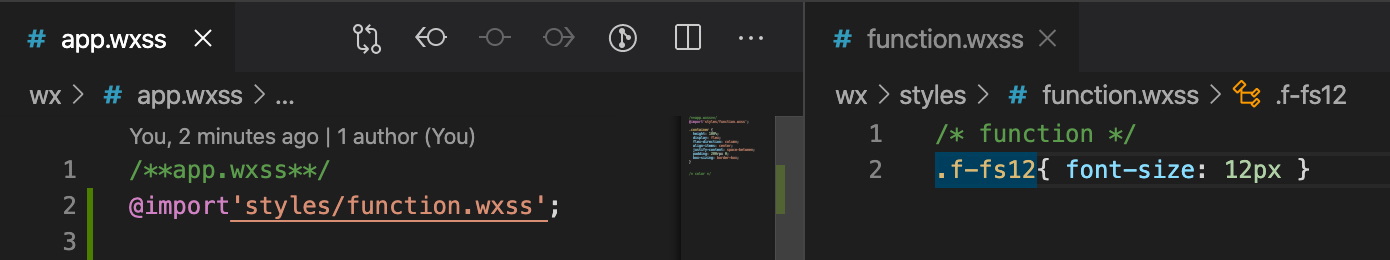 # app.wxss
wx > # app.wxss > ...
You, 2 minutes ago | 1 author (You)
1 /**app.wxss**/
2 @import'styles/function.wxss';
3
# function.wxss
wx > styles > # function.wxss > .f-fs12
1 /* function */
2 .f-fs12{ font-size: 12px }